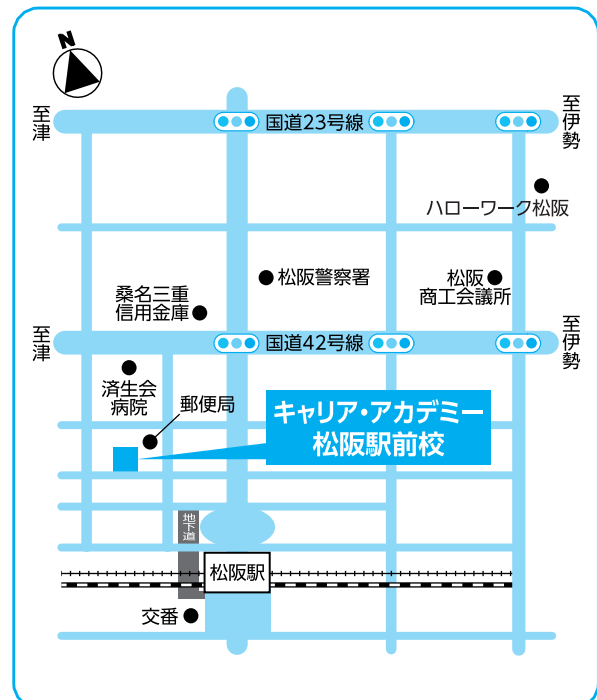 N
至津
国道23号線
至伊勢
ハローワーク松阪
松阪警察署
松阪
商工会議所
桑名三重
信用金庫
至津
国道42号線
至伊勢
済生会
病院
郵便局
キャリア・アカデミー
松阪駅前校
地下道
松阪駅
交番